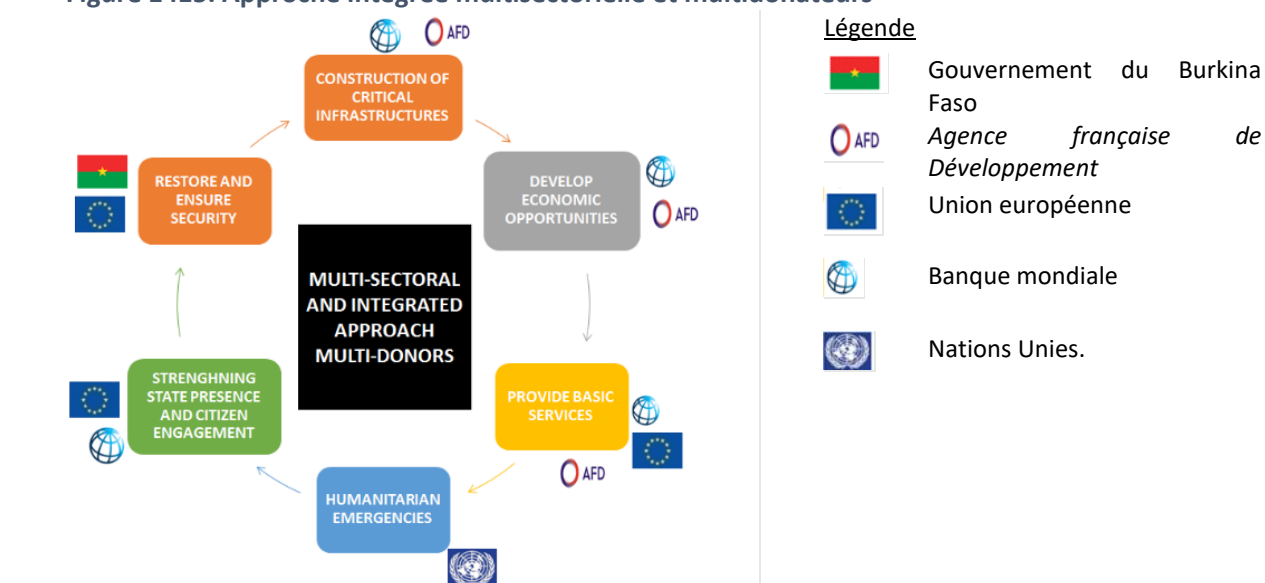 Figure 14.13: Approche intégrée multisectorielle et multidonateurs
AFD
CONSTRUCTION OF
CRITICAL
INFRASTRUCTURES
DEVELOP
ECONOMIC
OPPORTUNITIES
AFD
PROVIDE BASIC
SERVICES
AFD
HUMANITARIAN
EMERGENCIES
STRENGHNING
STATE PRESENCE
AND CITIZEN
ENGAGEMENT
RESTORE AND
ENSURE
SECURITY
MULTI-SECTORAL
AND INTEGRATED
APPROACH
MULTI-DONORS
Légende
Gouvernement du Burkina
Faso
AFD
Agence française de
Développement
Union européenne
Banque mondiale
Nations Unies.